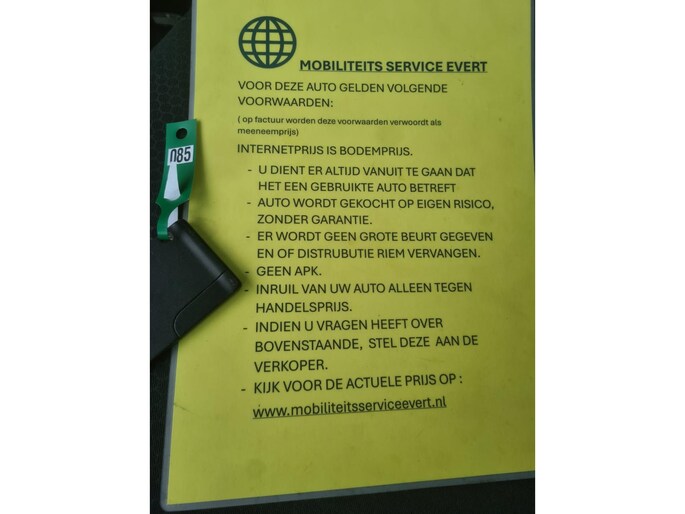 MOBILITEITS SERVICE EVERT
VOOR DEZE AUTO GELDEN VOLGENDE
VOORWAARDEN:
( op factuur worden deze voorwaarden verwoordt als
meeneemprijs)
INTERNETPRIJS IS BODEMPRIJS.
- U DIENT ER ALTIJD VANUIT TE GAAN DAT
HET EEN GEBRUIKTE AUTO BETREFT
- AUTO WORDT GEKOCHT OP EIGEN RISICO,
ZONDER GARANTIE.
- ER WORDT GEEN GROTE BEURT GEGEVEN
EN OF DISTRUBUTIE RIEM VERVANGEN.
- GEEN APK.
- INRUIL VAN UW AUTO ALLEEN TEGEN
HANDELSPRIJS.
- INDIEN U VRAGEN HEEFT OVER
BOVENSTAANDE, STEL DEZE AAN DE
VERKOPER.
- KIJK VOOR DE ACTUELE PRIJS OP :
www.mobiliteitsserviceevert.nl